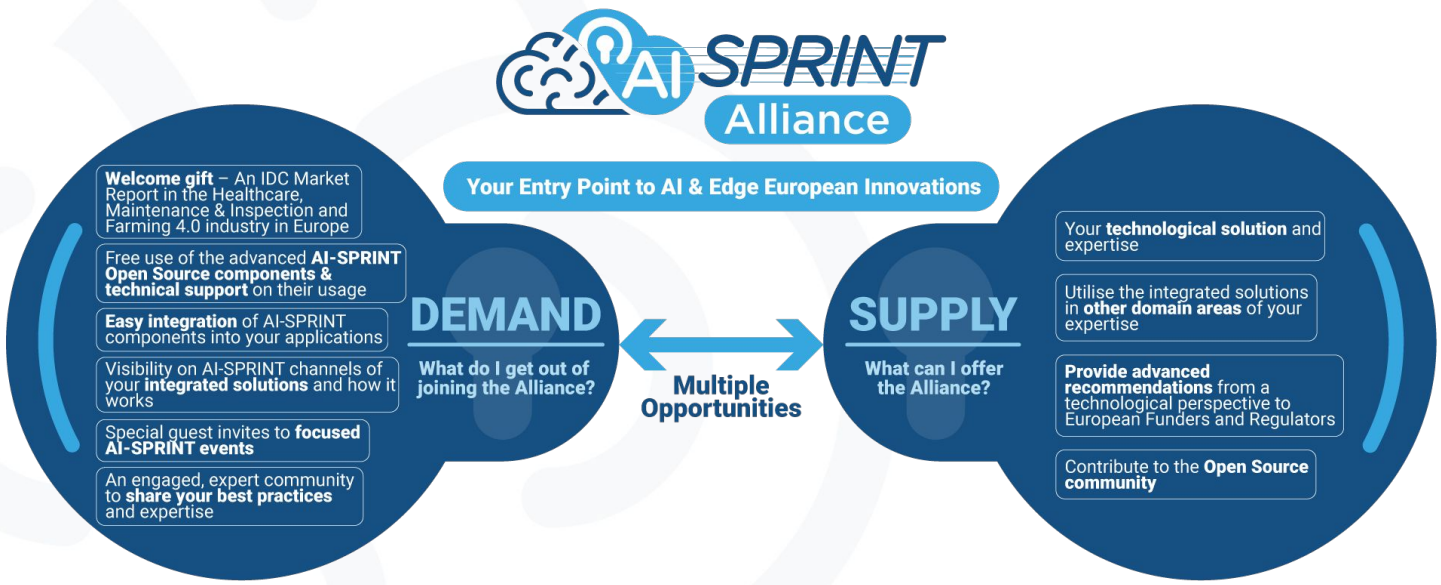 AI SPRINT
Alliance
Your Entry Point to AI & Edge European Innovations
Welcome gift – An IDC Market
Report in the Healthcare,
Maintenance & Inspection and
Farming 4.0 industry in Europe
Free use of the advanced AI-SPRINT
Open Source components &
technical support on their usage
Easy integration of AI-SPRINT
components into your applications
Visibility on AI-SPRINT channels of
your integrated solutions and how it
works
Special guest invites to focused
AI-SPRINT events
An engaged, expert community
to share your best practices
and expertise
DEMAND
What do I get out of
joining the Alliance?
Multiple
Opportunities
SUPPLY
What can I offer
the Alliance?
Your technological solution and
expertise
Utilise the integrated solutions
in other domain areas of your
expertise
Provide advanced
recommendations from a
technological perspective to
European Funders and Regulators
Contribute to the Open Source
community